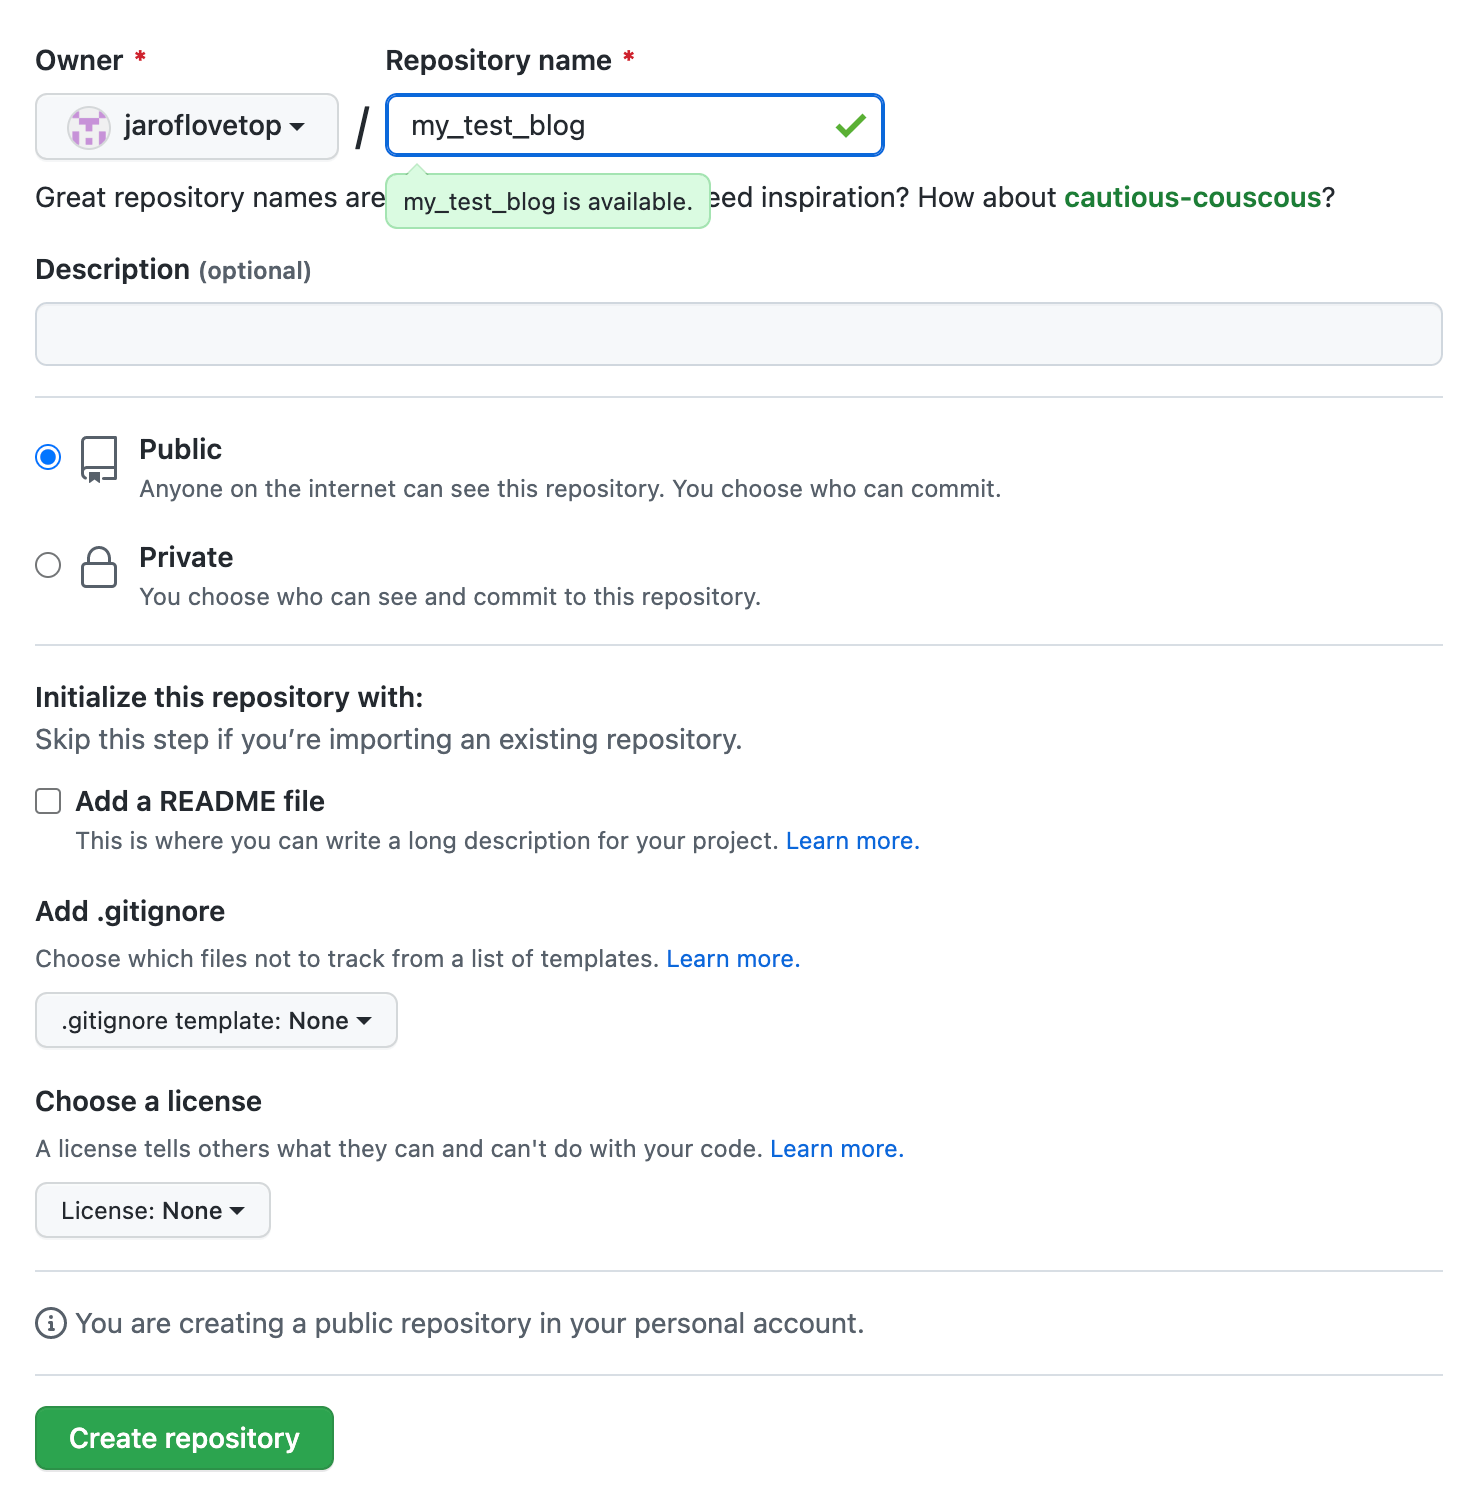 Owner * Repository name *
jaroflovetop / my_test_blog
Great repository names are my_test_blog is available. eed inspiration? How about cautious-couscous?
Description (optional)
Public
Anyone on the internet can see this repository. You choose who can commit.
Private
You choose who can see and commit to this repository.
Initialize this repository with:
Skip this step if you’re importing an existing repository.
Add a README file
This is where you can write a long description for your project. Learn more.
Add .gitignore
Choose which files not to track from a list of templates. Learn more.
.gitignore template: None
Choose a license
A license tells others what they can and can't do with your code. Learn more.
License: None
You are creating a public repository in your personal account.
Create repository